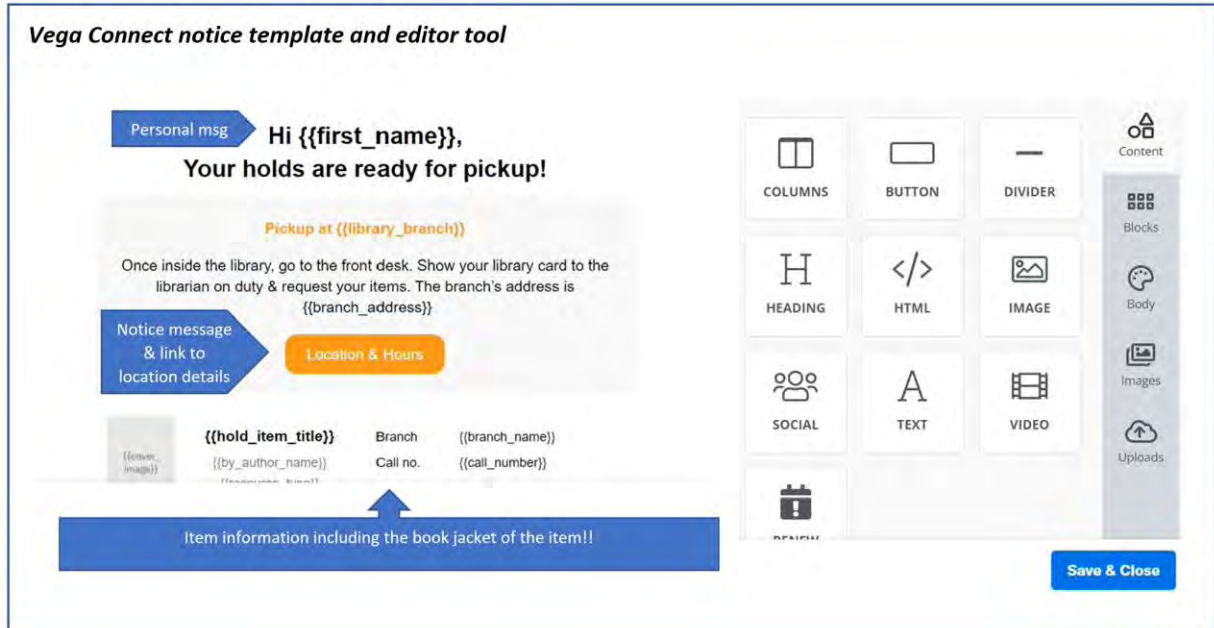 Vega Connect notice template and editor tool
Personal msg
Hi {{first_name}},
Your holds are ready for pickup!
Pickup at {{library_branch}}
Once inside the library, go to the front desk. Show your library card to the
librarian on duty & request your items. The branch's address is
{{branch_address}}
Notice message
& link to
location details
Location & Hours
{{cover_
image}}
{{hold_item_title}} Branch {{branch_name}}
{{by_author_name}} Call no. {{call_number}}
Item information including the book jacket of the item!!
COLUMNS BUTTON DIVIDER
HEADING HTML IMAGE
SOCIAL TEXT VIDEO
RENEW
Content
Blocks
Body
Images
Uploads
Save & Close